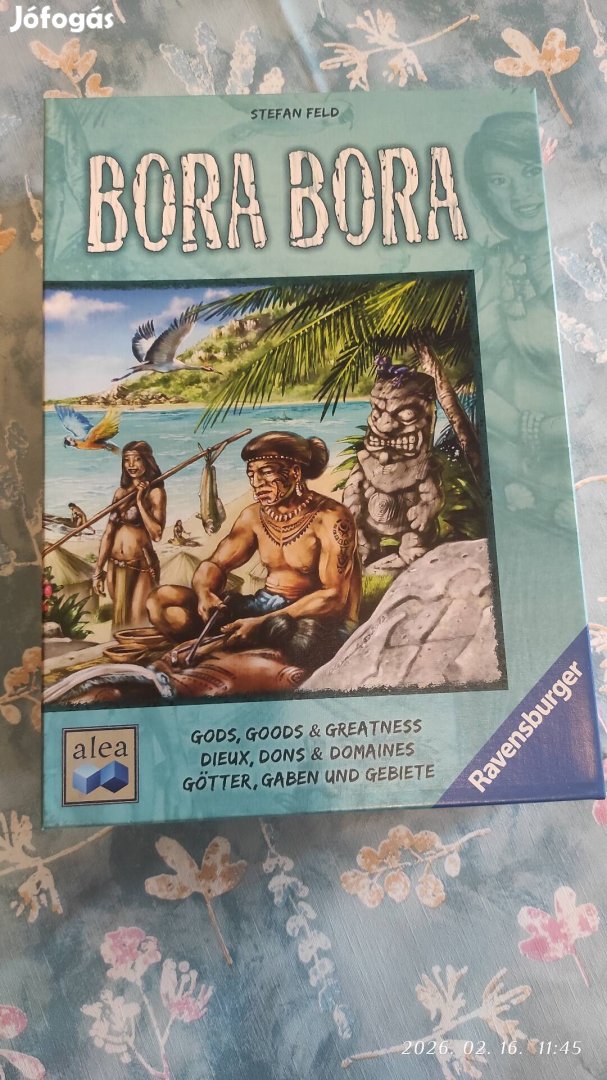 Jófogás
STEFAN FELD
BORA BORA
GODS, GOODS & GREATNESS
DIEUX, DONS & DOMAINES
GÖTTER, GABEN UND GEBIETE
alea
Ravensburger
2026. 02. 16. 11:45